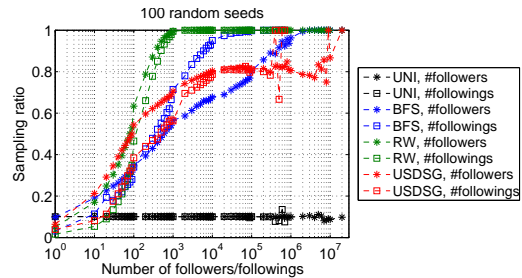 100 random seeds
Sampling ratio
1
0.8
0.6
0.4
0.2
0
10^0 10^1 10^2 10^3 10^4 10^5 10^6 10^7
Number of followers/followings
UNI, #followers
UNI, #followings
BFS, #followers
BFS, #followings
RW, #followers
RW, #followings
USDSG, #followers
USDSG, #followings